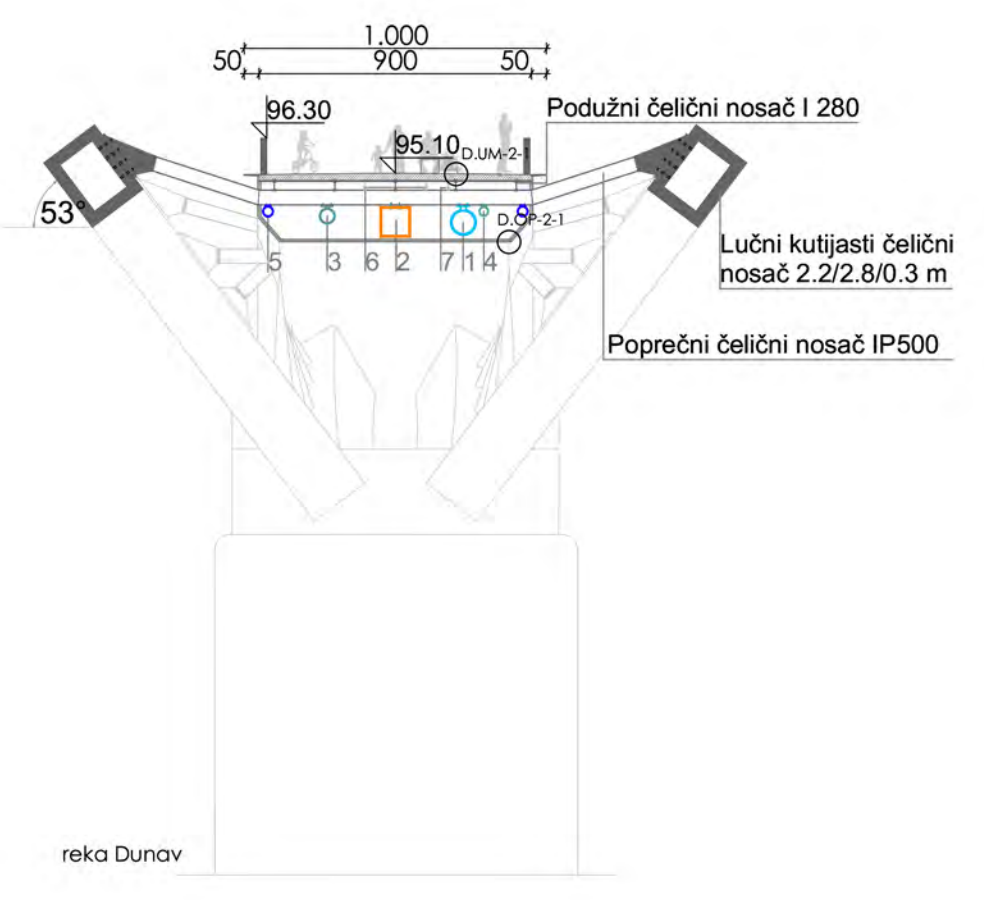 1.000
50 900 50
96.30
Podužni čelični nosač I 280
95.10
D.UM-2-1
53°
D.OP-2-1
5 3 6 2 7 1 4
Lučni kutijasti čelični
nosač 2.2/2.8/0.3 m
Poprečni čelični nosač IP500
reka Dunav